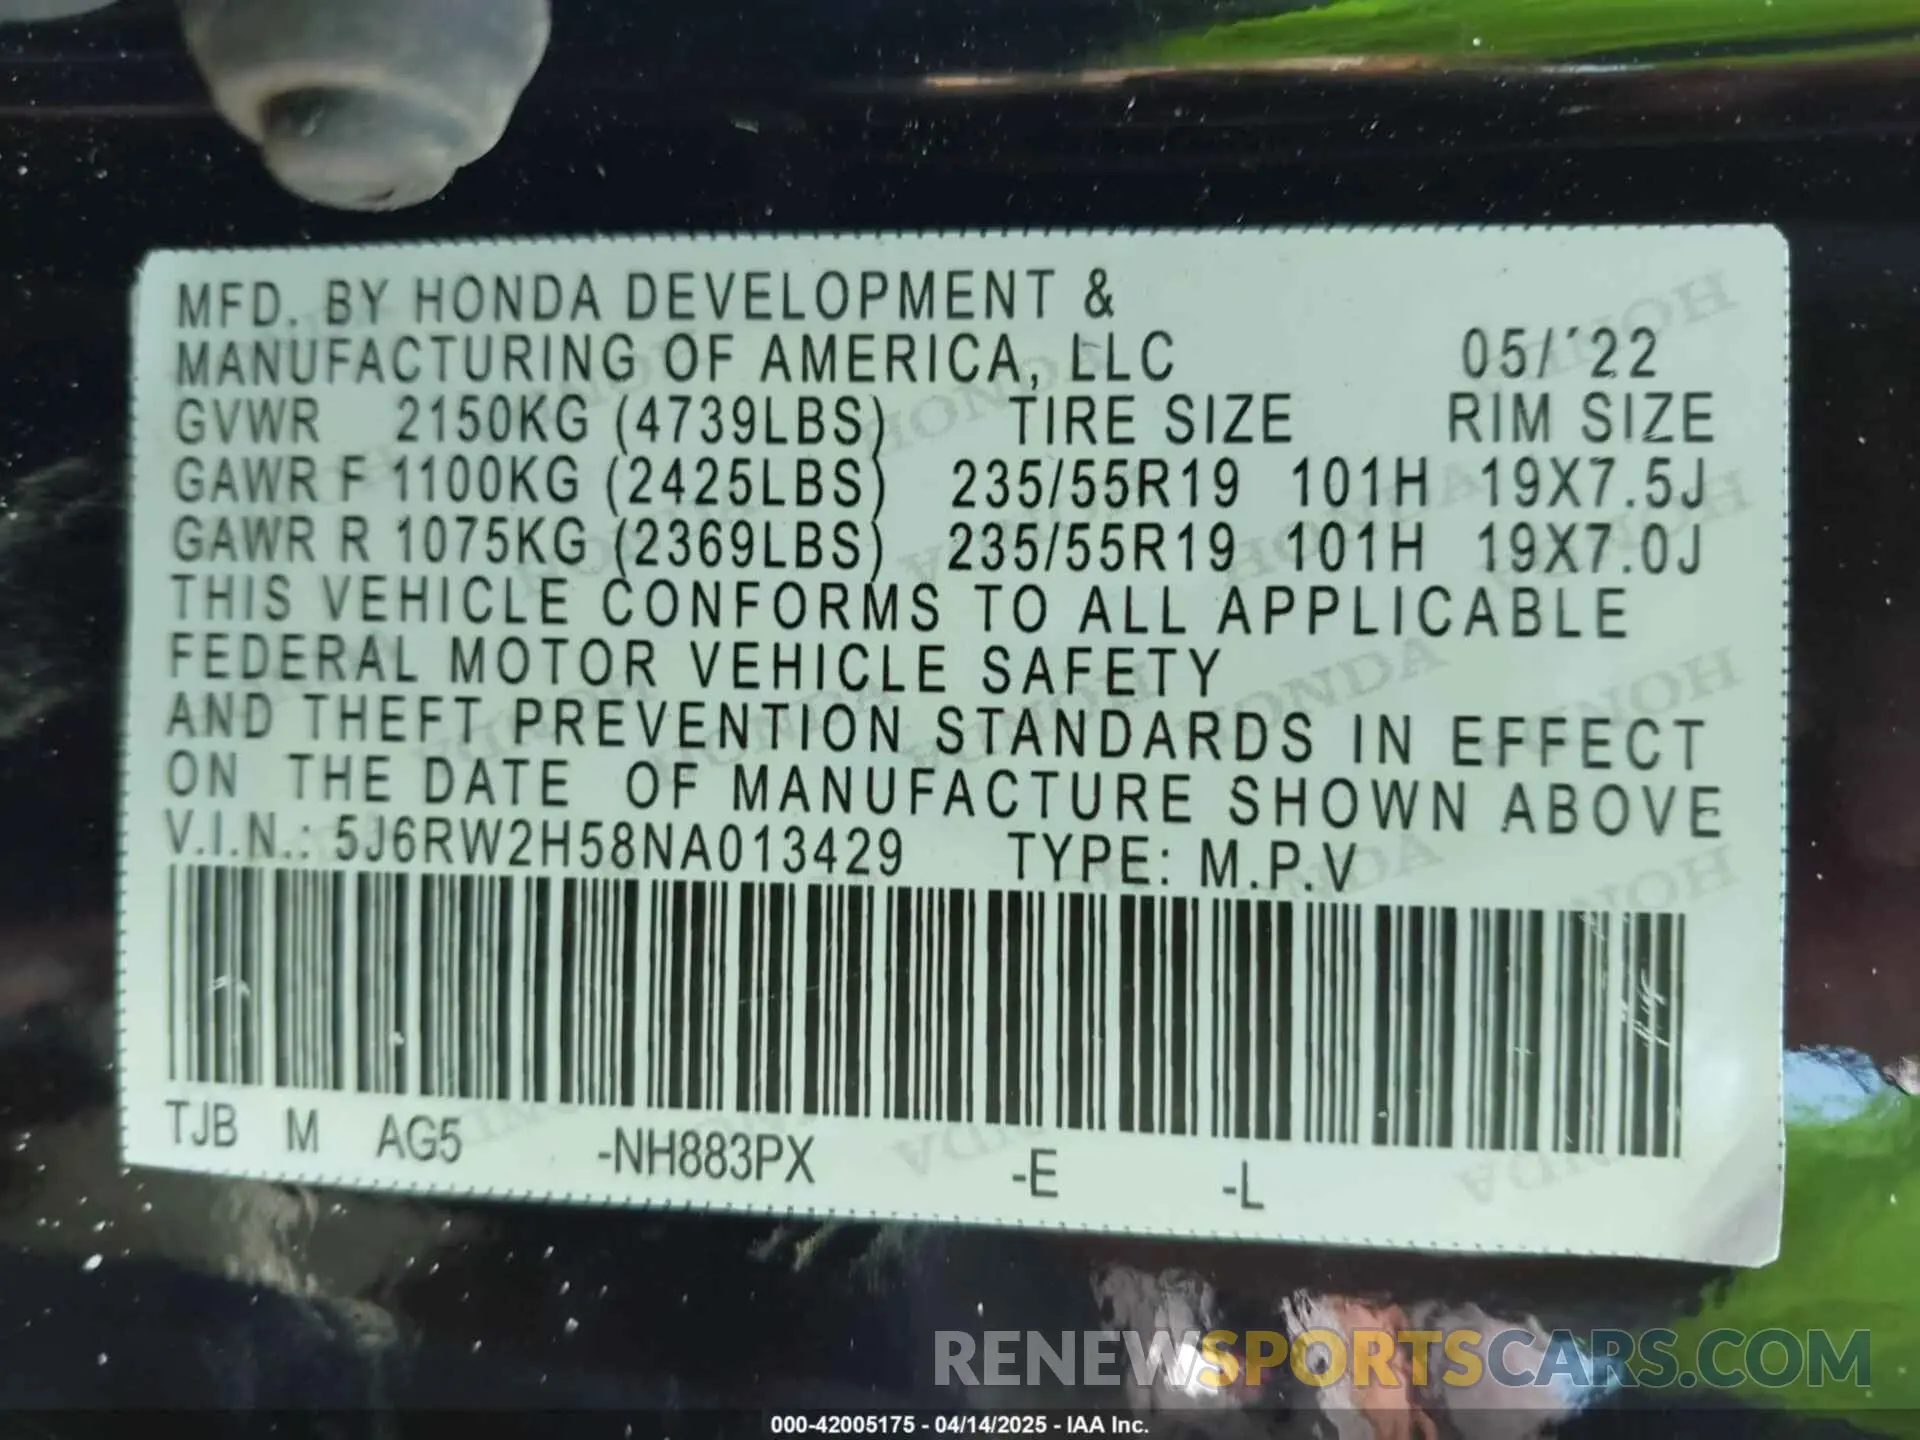 MFD. BY HONDA DEVELOPMENT &
MANUFACTURING OF AMERICA, LLC 05/´22
GVWR 2150KG (4739LBS) TIRE SIZE RIM SIZE
GAWR F 1100KG (2425LBS) 235/55R19 101H 19X7.5J
GAWR R 1075KG (2369LBS) 235/55R19 101H 19X7.0J
THIS VEHICLE CONFORMS TO ALL APPLICABLE
FEDERAL MOTOR VEHICLE SAFETY
AND THEFT PREVENTION STANDARDS IN EFFECT
ON THE DATE OF MANUFACTURE SHOWN ABOVE
V.I.N.: 5J6RW2H58NA013429 TYPE: M.P.V
TJB M AG5 -NH883PX -E -L
RENEWSPORTSCARS.COM
000-42005175 - 04/14/2025 - IAA Inc.